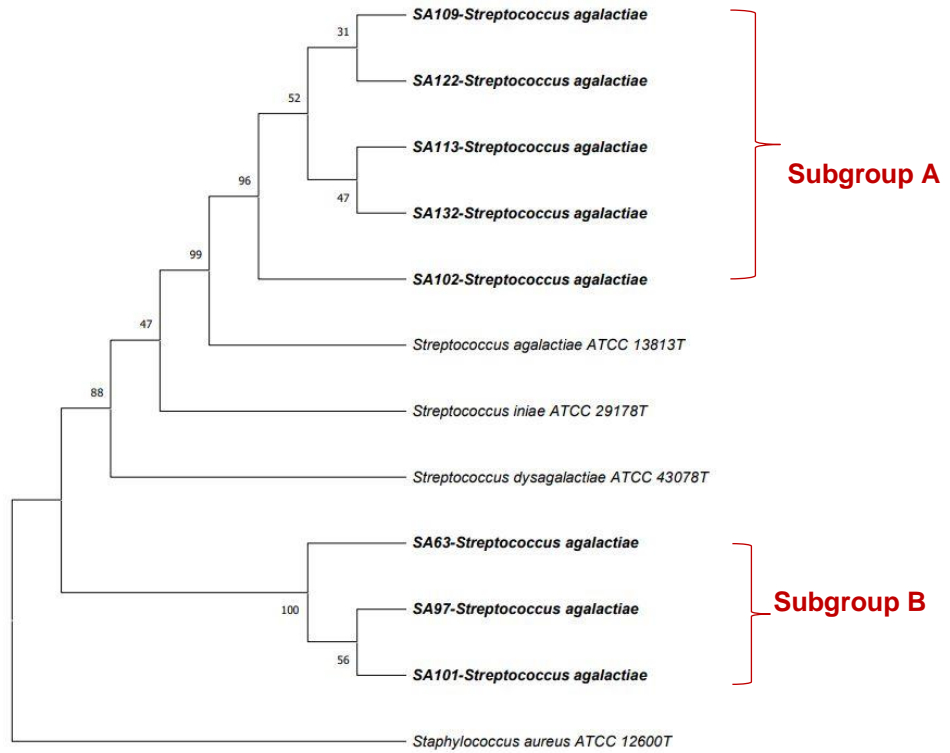 SA109-Streptococcus agalactiae
31
SA122-Streptococcus agalactiae
52
SA113-Streptococcus agalactiae
Subgroup A
96
47
SA132-Streptococcus agalactiae
99
SA102-Streptococcus agalactiae
47
Streptococcus agalactiae ATCC 13813T
88
Streptococcus iniae ATCC 29178T
Streptococcus dysagalactiae ATCC 43078T
SA63-Streptococcus agalactiae
100
SA97-Streptococcus agalactiae
Subgroup B
56
SA101-Streptococcus agalactiae
Staphylococcus aureus ATCC 12600T